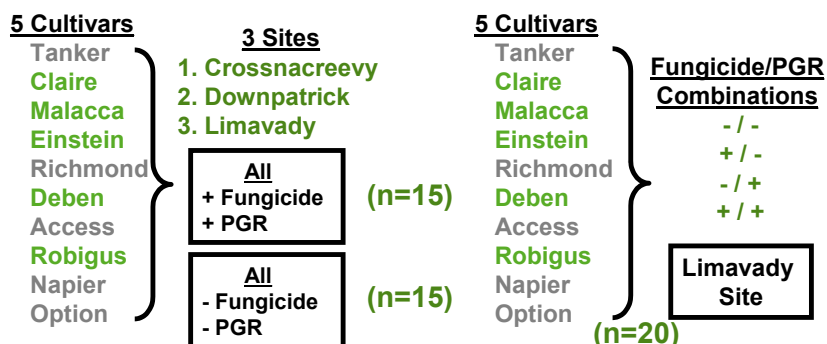 5 Cultivars
Tanker
Claire
Malacca
Einstein
Richmond
Deben
Access
Robigus
Napier
Option
3 Sites
1. Crossnacreevy
2. Downpatrick
3. Limavady
All
+ Fungicide
+ PGR
(n=15)
All
- Fungicide
- PGR
(n=15)
5 Cultivars
Tanker
Claire
Malacca
Einstein
Richmond
Deben
Access
Robigus
Napier
Option
(n=20)
Fungicide/PGR
Combinations
- / -
+ / -
- / +
+ / +
Limavady
Site